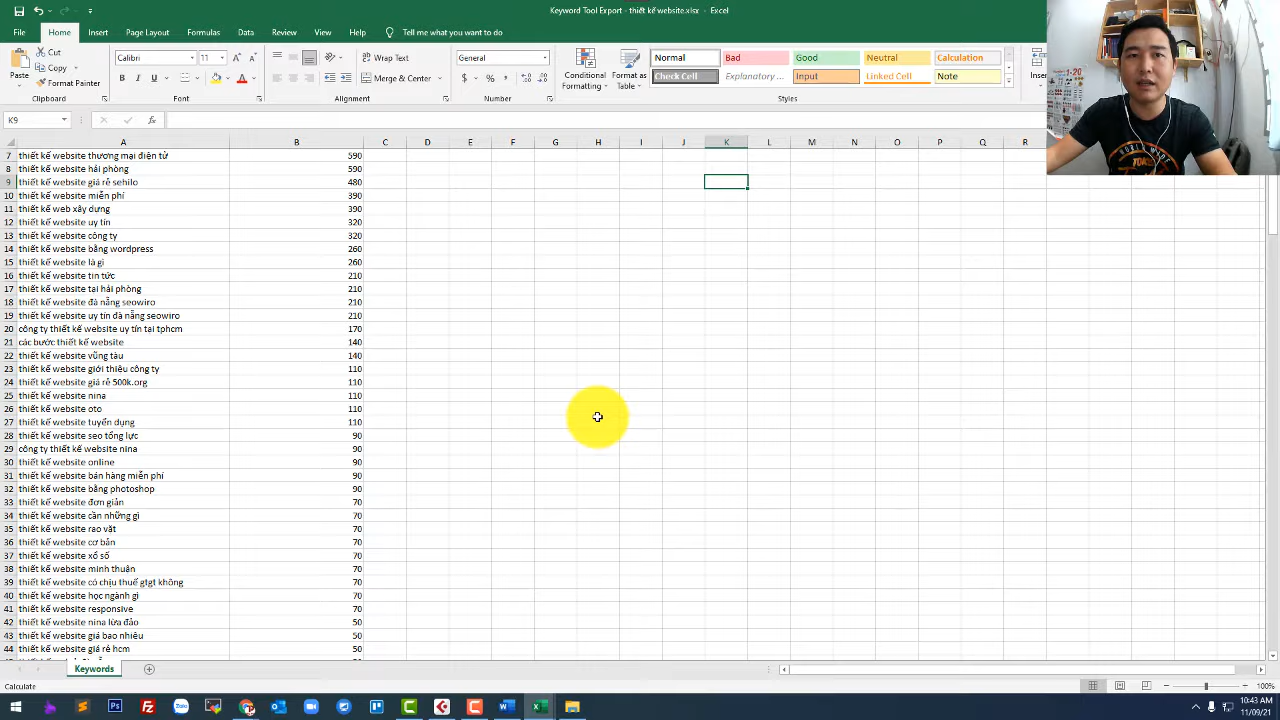 Keyword Tool Export - thiết kế website.xlsx - Excel
File Home Insert Page Layout Formulas Data Review View Help Tell me what you want to do
Paste
Cut
Copy
Format Painter
Clipboard
Calibri 11
B I U
Font
Wrap Text
Merge & Center
Alignment
General
$ % ,
Number
Conditional Formatting
Format as Table
Normal Bad Good Neutral Calculation
Check Cell Explanatory ... Input Linked Cell Note
Styles
Insert
K9
fx
A B C D E F G H I J K L M N O P Q R
7 thiết kế website thương mại điện tử 590
8 thiết kế website hải phòng 590
9 thiết kế website giá rẻ sehilo 480
10 thiết kế website miễn phí 390
11 thiết kế web xây dựng 390
12 thiết kế website uy tín 320
13 thiết kế website công ty 320
14 thiết kế website bằng wordpress 260
15 thiết kế website là gì 260
16 thiết kế website tin tức 210
17 thiết kế website tại hải phòng 210
18 thiết kế website đà nẵng seowiro 210
19 thiết kế website uy tín đà nẵng seowiro 210
20 công ty thiết kế website uy tín tại tphcm 170
21 các bước thiết kế website 140
22 thiết kế website vũng tàu 140
23 thiết kế website giới thiệu công ty 110
24 thiết kế website giá rẻ 500k.org 110
25 thiết kế website nina 110
26 thiết kế website oto 110
27 thiết kế website tuyển dụng 110
28 thiết kế website seo tổng lực 90
29 công ty thiết kế website nina 90
30 thiết kế website online 90
31 thiết kế website bán hàng miễn phí 90
32 thiết kế website bằng photoshop 90
33 thiết kế website đơn giản 70
34 thiết kế website cần những gì 70
35 thiết kế website rao vặt 70
36 thiết kế website cơ bản 70
37 thiết kế website xổ số 70
38 thiết kế website minh thuận 70
39 thiết kế website có chịu thuế gtgt không 70
40 thiết kế website học ngành gì 70
41 thiết kế website responsive 70
42 thiết kế website nina lừa đảo 50
43 thiết kế website giá bao nhiêu 50
44 thiết kế website giá rẻ hcm 50
Keywords
Calculate
100%
10:43 AM
11/09/21